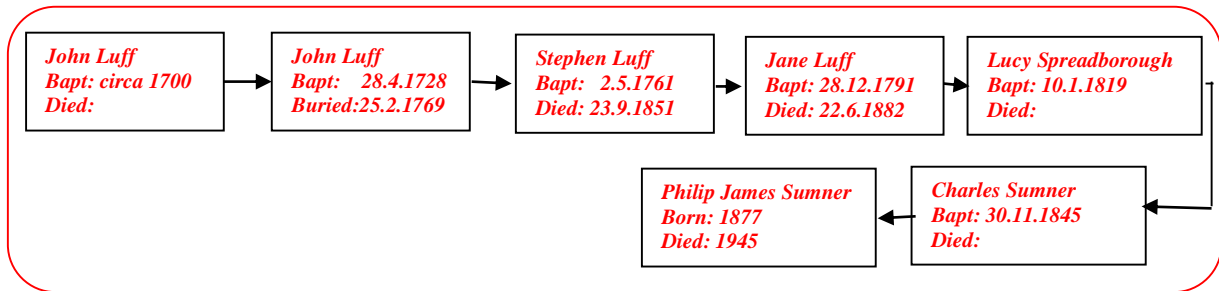 John Luff
Bapt: circa 1700
Died:
John Luff
Bapt: 28.4.1728
Buried:25.2.1769
Stephen Luff
Bapt: 2.5.1761
Died: 23.9.1851
Jane Luff
Bapt: 28.12.1791
Died: 22.6.1882
Lucy Spreadborough
Bapt: 10.1.1819
Died:
Charles Sumner
Bapt: 30.11.1845
Died:
Philip James Sumner
Born: 1877
Died: 1945